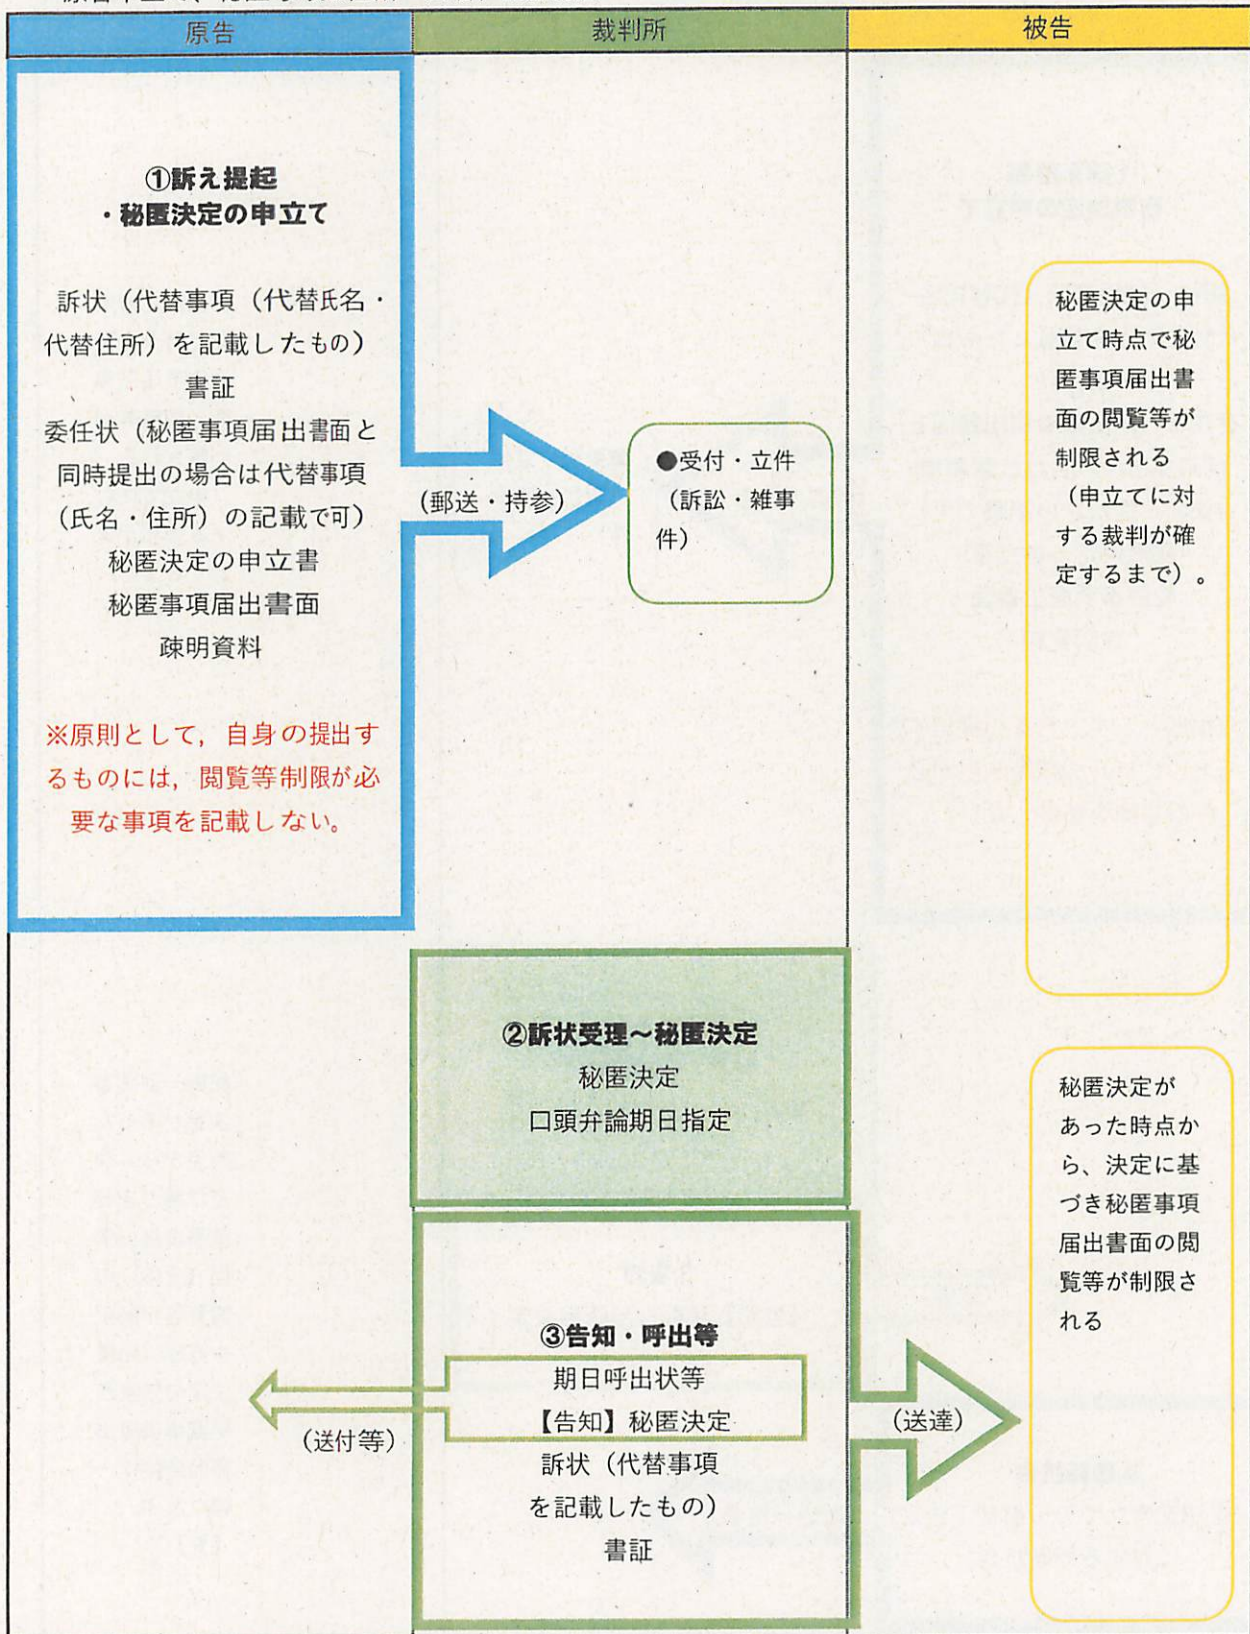 原告
裁判所
被告
①訴え提起
・秘匿決定の申立て
訴状（代替事項（代替氏名・
代替住所）を記載したもの）
書証
委任状（秘匿事項届出書面と
同時提出の場合は代替事項
（氏名・住所）の記載で可）
秘匿決定の申立書
秘匿事項届出書面
疎明資料
※原則として，自身の提出す
るものには，閲覧等制限が必
要な事項を記載しない。
（郵送・持参）
●受付・立件
（訴訟・雑事
件）
秘匿決定の申
立て時点で秘
匿事項届出書
面の閲覧等が
制限される
（申立てに対
する裁判が確
定するまで）。
②訴状受理～秘匿決定
秘匿決定
口頭弁論期日指定
秘匿決定が
あった時点か
ら、決定に基
づき秘匿事項
届出書面の閲
覧等が制限さ
れる
③告知・呼出等
期日呼出状等
【告知】秘匿決定
（送付等）
（送達）
訴状（代替事項
を記載したもの）
書証